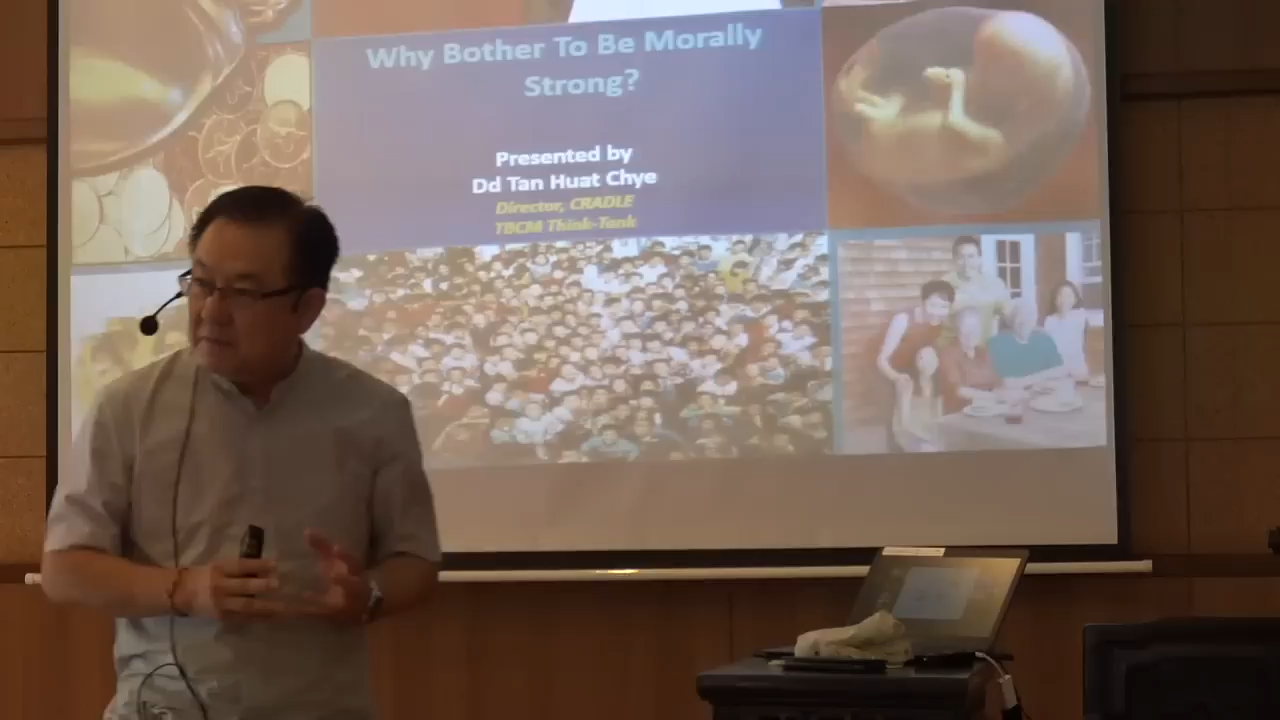 Why Bother To Be Morally
Strong?
Presented by
Dd Tan Huat Chye
Director, CRADLE
TBCM Think-Tank